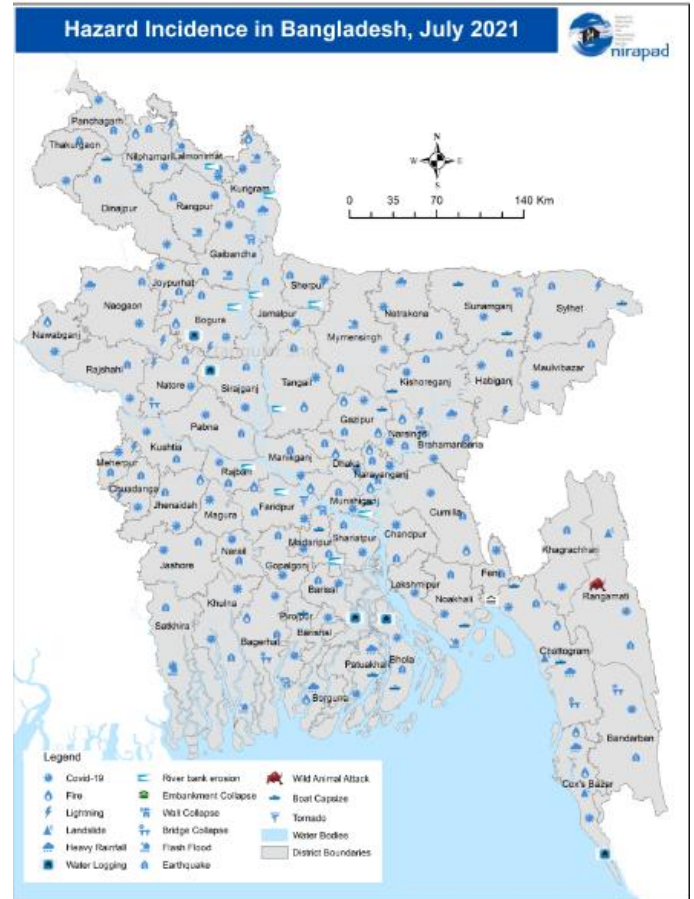 Hazard Incidence in Bangladesh, July 2021
nirapad
Panchagarh
Thakurgaon
Nilphamari
Lalmonirhat
Kurigram
Dinajpur
Rangpur
Gaibandha
N
W E
S
0 35 70 140 Km
Joypurhat
Sherpur
Naogaon
Bogura
Jamalpur
Netrakona
Sunamganj
Sylhet
Nawabganj
Mymensingh
Rajshahi
Natore
Sirajganj
Tangail
Kishoreganj
Habiganj
Maulvibazar
Pabna
Gazipur
Narsingdi
Brahamanbaria
Kushtia
Manikganj
Dhaka
Meherpur
Rajbari
Narayanganj
Chuadanga
Jhenaidah
Magura
Faridpur
Munshiganj
Cumilla
Khagrachhari
Madaripur
Shariatpur
Chandpur
Jashore
Narail
Gopalgonj
Feni
Rangamati
Khulna
Barisal
Lakshmipur
Noakhali
Satkhira
Pirojpur
Bagerhat
Barishal
Chattogram
Patuakhali
Bhola
Borguna
Bandarban
Cox's Bazar
Legend
Covid-19
River bank erosion
Wild Animal Attack
Fire
Embankment Collapse
Boat Capsize
Lightning
Wall Collapse
Tornado
Landslide
Bridge Collapse
Water Bodies
Heavy Rainfall
Flash Flood
District Boundaries
Water Logging
Earthquake